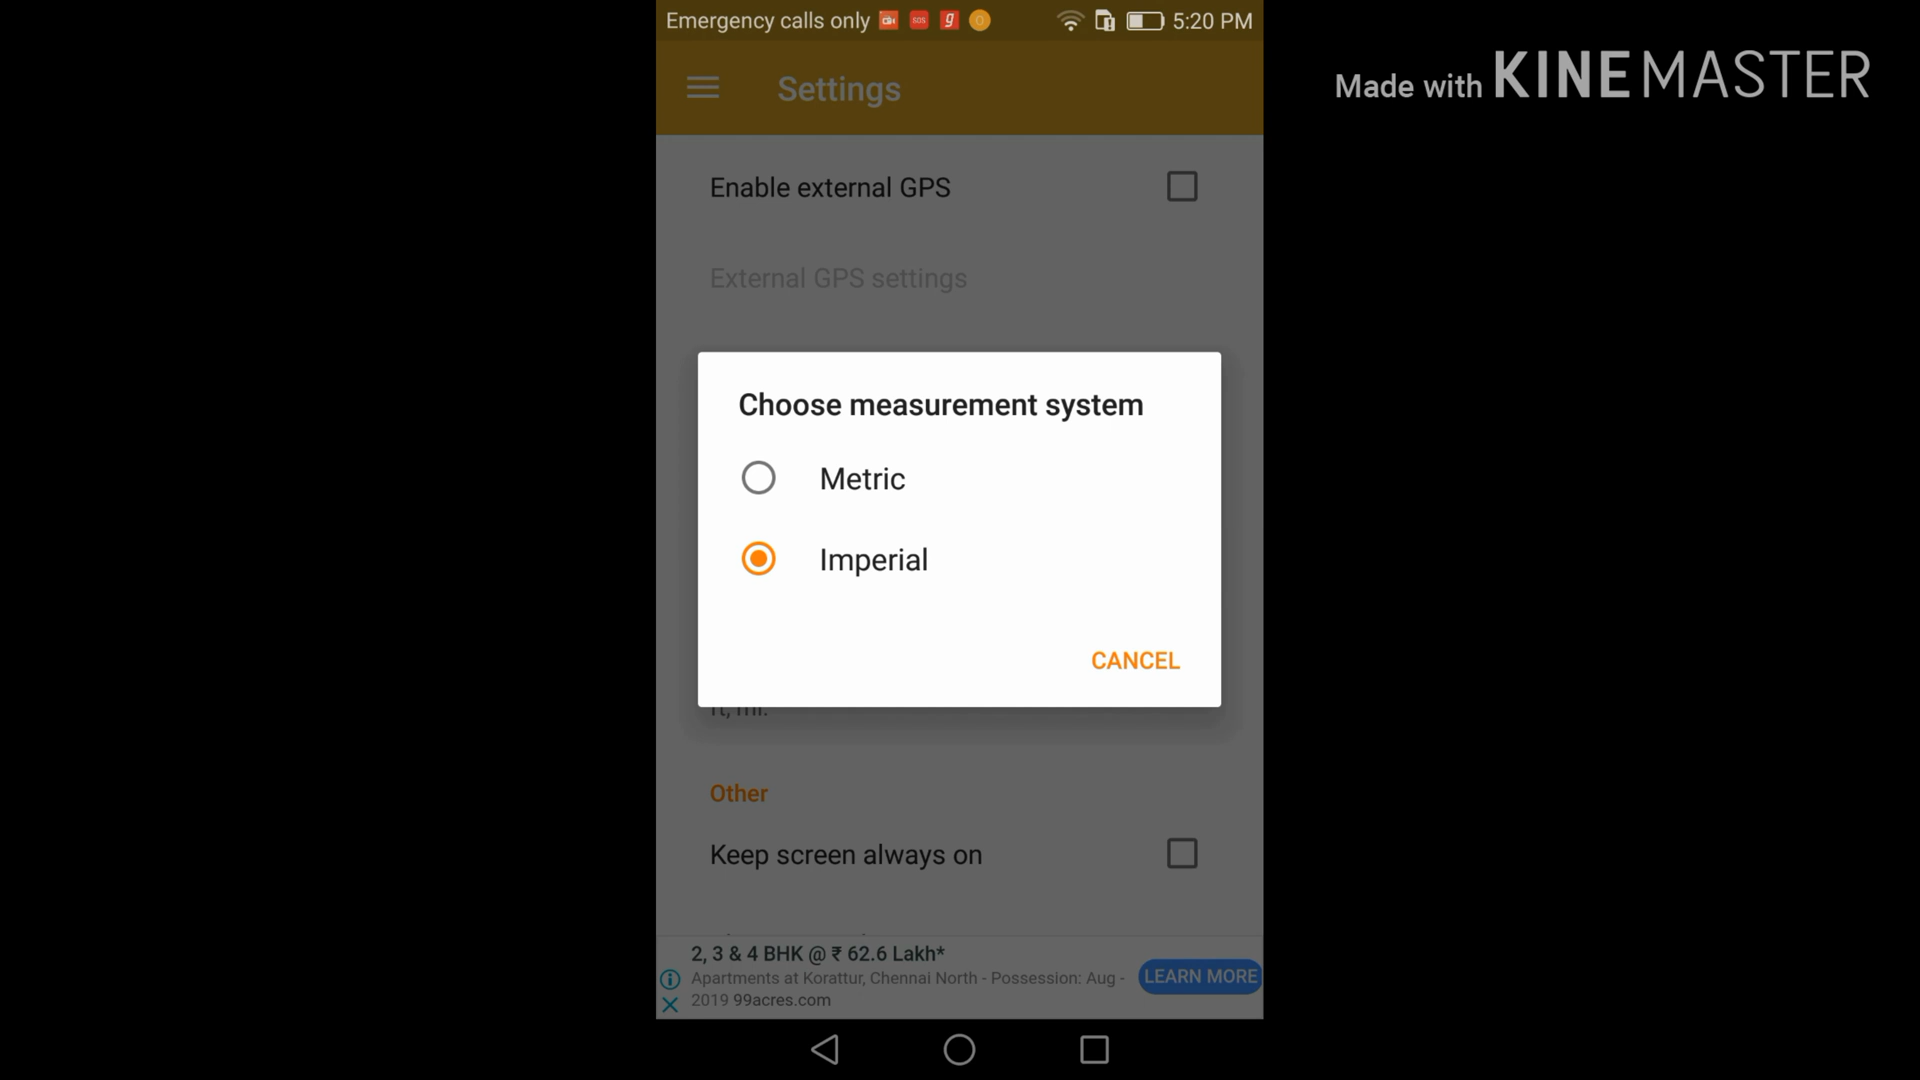 Emergency calls only
5:20 PM
Made with KINEMASTER
Settings
Enable external GPS
External GPS settings
Choose measurement system
Metric
Imperial
CANCEL
ft, mi.
Other
Keep screen always on
2, 3 & 4 BHK @ ₹ 62.6 Lakh*
Apartments at Korattur, Chennai North - Possession: Aug -
2019 99acres.com
LEARN MORE